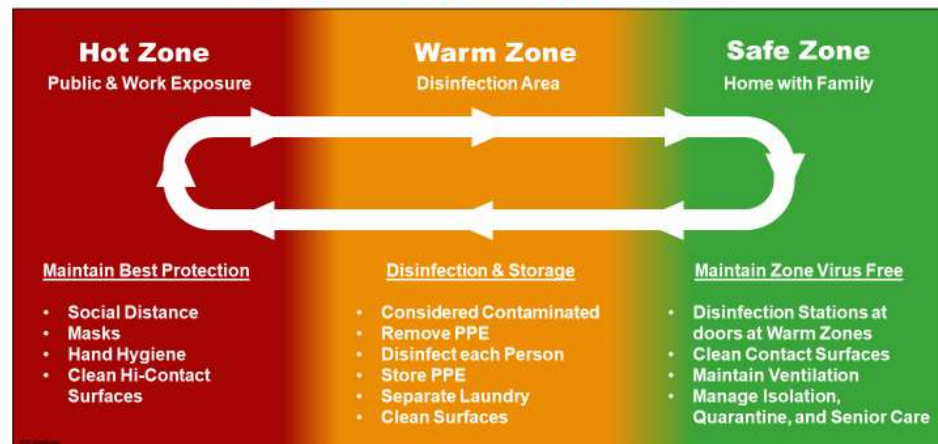 Hot Zone
Public & Work Exposure
Warm Zone
Disinfection Area
Safe Zone
Home with Family
Maintain Best Protection
• Social Distance
• Masks
• Hand Hygiene
• Clean Hi-Contact
Surfaces
Disinfection & Storage
• Considered Contaminated
• Remove PPE
• Disinfect each Person
• Store PPE
• Separate Laundry
• Clean Surfaces
Maintain Zone Virus Free
• Disinfection Stations at
doors at Warm Zones
• Clean Contact Surfaces
• Maintain Ventilation
• Manage Isolation,
Quarantine, and Senior Care